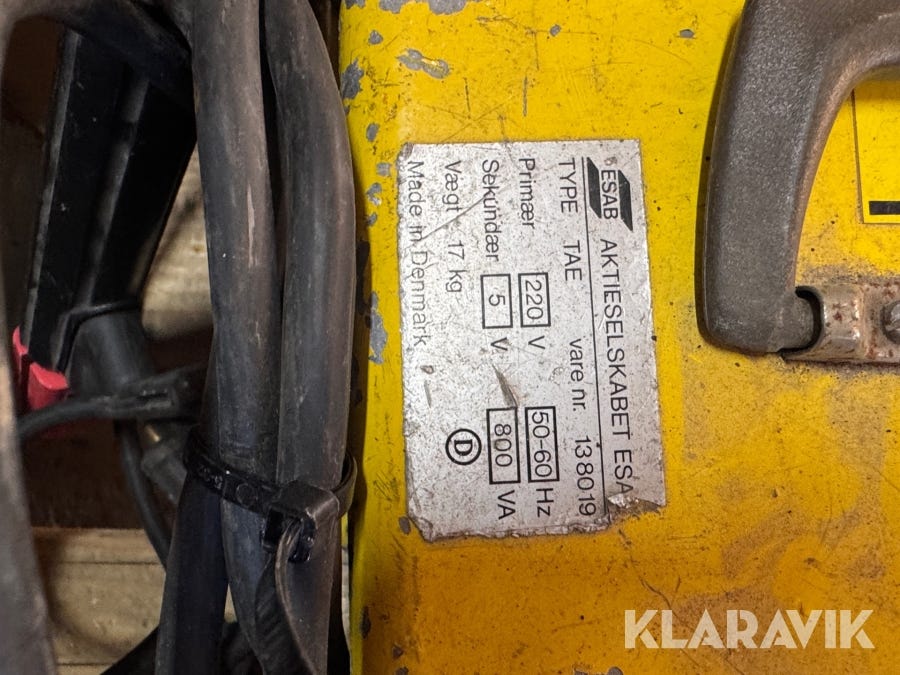 ESAB AKTIESELSKABET ESA
TYPE TAE vare nr. 138019
Primær 220 V 50-60 Hz
Sekundær 5 V. 800 VA
Vægt 17 kg
Made in Denmark D
KLARAVIK